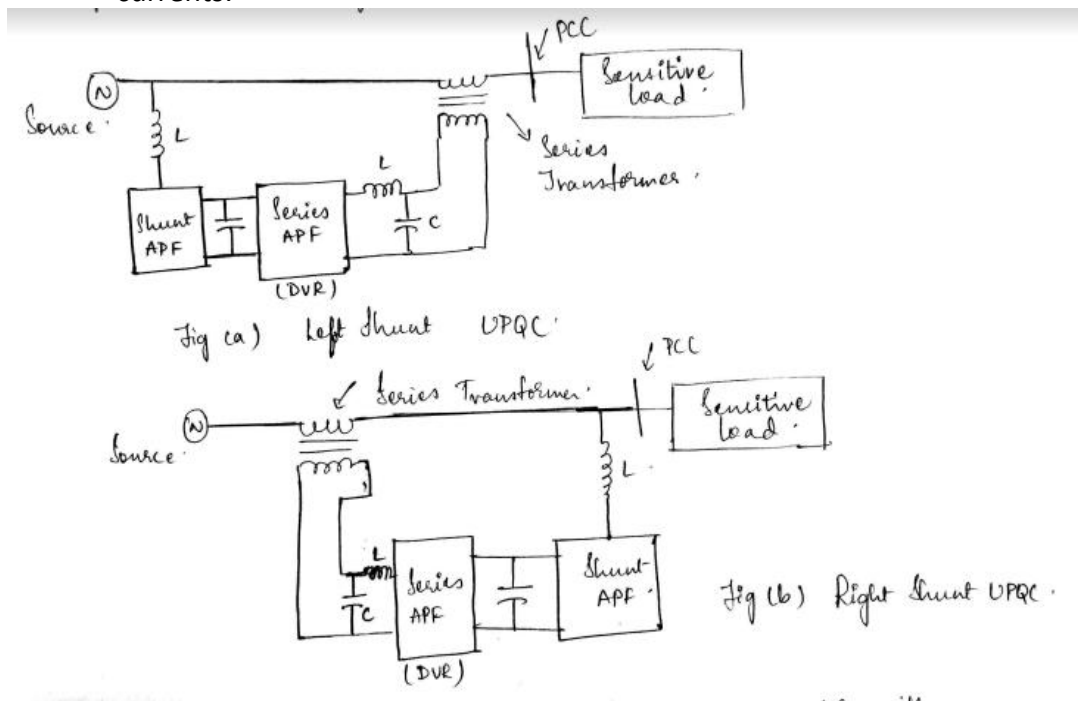 currents.
PCC
Sensitive
load.
N
Source.
L
Series
Transformer.
L
Shunt
APF
Series
APF
C
(DVR)
Fig (a) Left Shunt UPQC.
PCC
Series Transformer.
Sensitive
load.
N
Source.
L.
L
C
Series
APF
Shunt
APF.
Fig (b) Right Shunt UPQC.
(DVR)